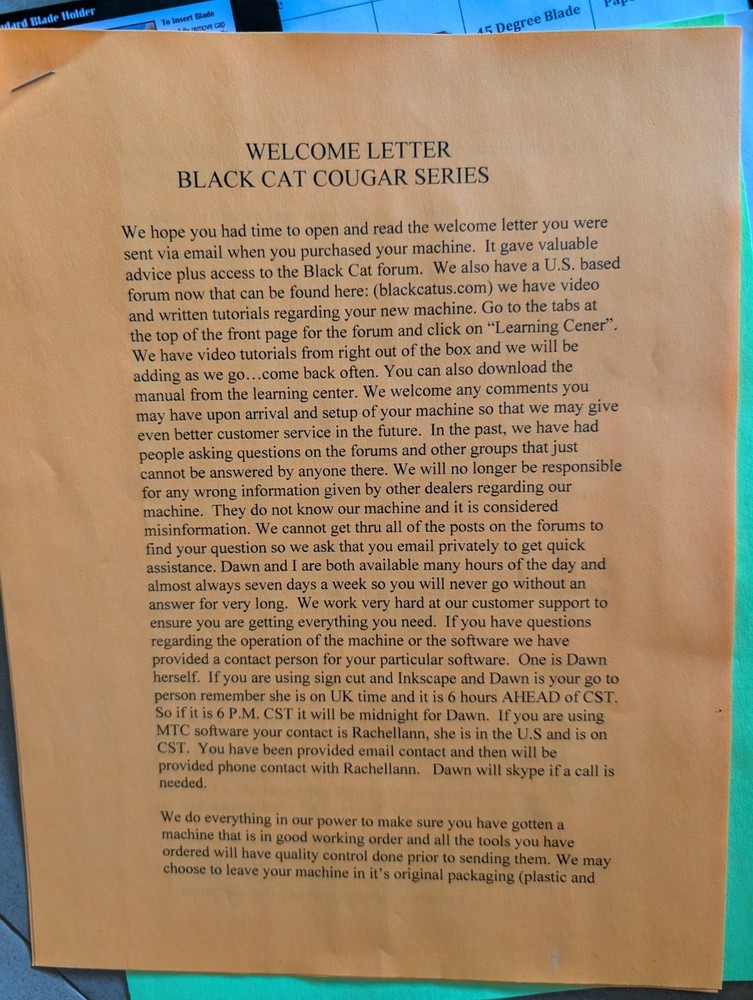 dard Blade Holder
To Insert Blade
remove cap
45 Degree Blade
WELCOME LETTER
BLACK CAT COUGAR SERIES
We hope you had time to open and read the welcome letter you were
sent via email when you purchased your machine.  It gave valuable
advice plus access to the Black Cat forum.  We also have a U.S. based
forum now that can be found here: (blackcatus.com) we have video
and written tutorials regarding your new machine. Go to the tabs at
the top of the front page for the forum and click on “Learning Cener”.
We have video tutorials from right out of the box and we will be
adding as we go…come back often. You can also download the
manual from the learning center. We welcome any comments you
may have upon arrival and setup of your machine so that we may give
even better customer service in the future.  In the past, we have had
people asking questions on the forums and other groups that just
cannot be answered by anyone there. We will no longer be responsible
for any wrong information given by other dealers regarding our
machine.  They do not know our machine and it is considered
misinformation. We cannot get thru all of the posts on the forums to
find your question so we ask that you email privately to get quick
assistance. Dawn and I are both available many hours of the day and
almost always seven days a week so you will never go without an
answer for very long.  We work very hard at our customer support to
ensure you are getting everything you need.  If you have questions
regarding the operation of the machine or the software we have
provided a contact person for your particular software.  One is Dawn
herself.  If you are using sign cut and Inkscape and Dawn is your go to
person remember she is on UK time and it is 6 hours AHEAD of CST.
So if it is 6 P.M. CST it will be midnight for Dawn.  If you are using
MTC software your contact is Rachellann, she is in the U.S and is on
CST.  You have been provided email contact and then will be
provided phone contact with Rachellann.   Dawn will skype if a call is
needed.
We do everything in our power to make sure you have gotten a
machine that is in good working order and all the tools you have
ordered will have quality control done prior to sending them. We may
choose to leave your machine in it’s original packaging (plastic and